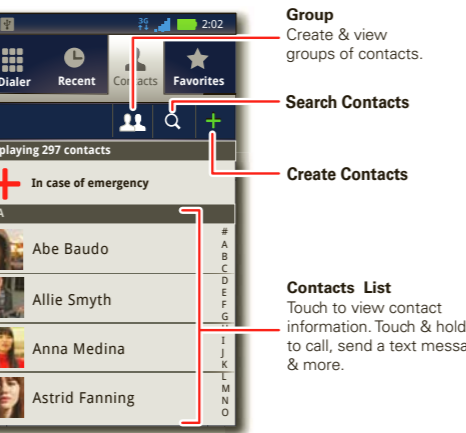 3G
2:02
Dialer
Recent
Contacts
Favorites
playing 297 contacts
In case of emergency
A
Abe Baudo
Allie Smyth
Anna Medina
Astrid Fanning
#
A
B
C
D
E
F
G
I
J
K
L
M
N
O
Group
Create & view
groups of contacts.
Search Contacts
Create Contacts
Contacts List
Touch to view contact
information. Touch & hold
to call, send a text messa
& more.